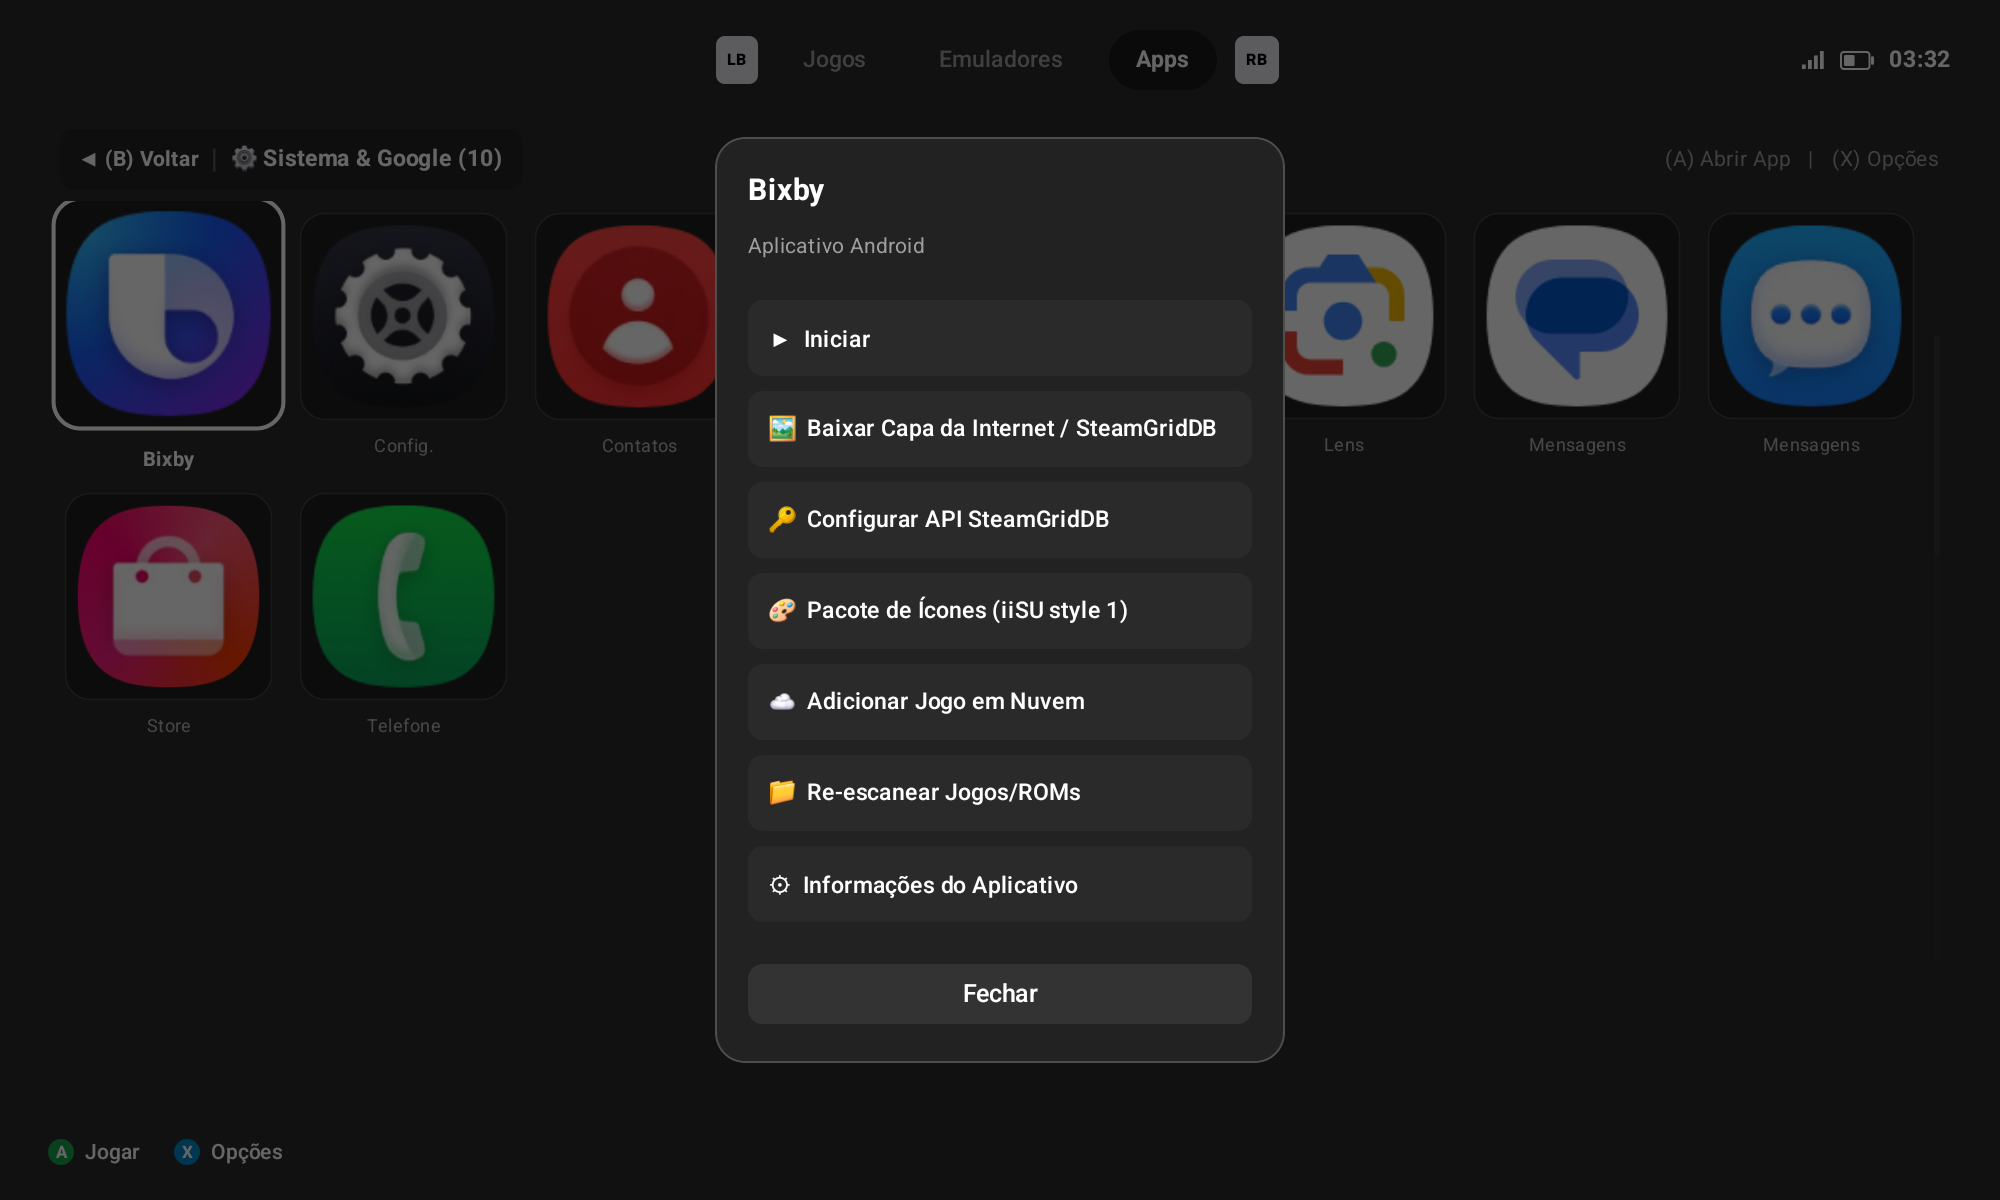 LB Jogos Emuladores Apps RB
03:32
◄ (B) Voltar | ⚙ Sistema & Google (10)
(A) Abrir App | (X) Opções
Bixby
Config.
Contatos
Lens
Mensagens
Mensagens
Store
Telefone
Bixby
Aplicativo Android
► Iniciar
🖼️ Baixar Capa da Internet / SteamGridDB
🔑 Configurar API SteamGridDB
🎨 Pacote de Ícones (iiSU style 1)
☁️ Adicionar Jogo em Nuvem
📁 Re-escanear Jogos/ROMs
⚙ Informações do Aplicativo
Fechar
A Jogar X Opções